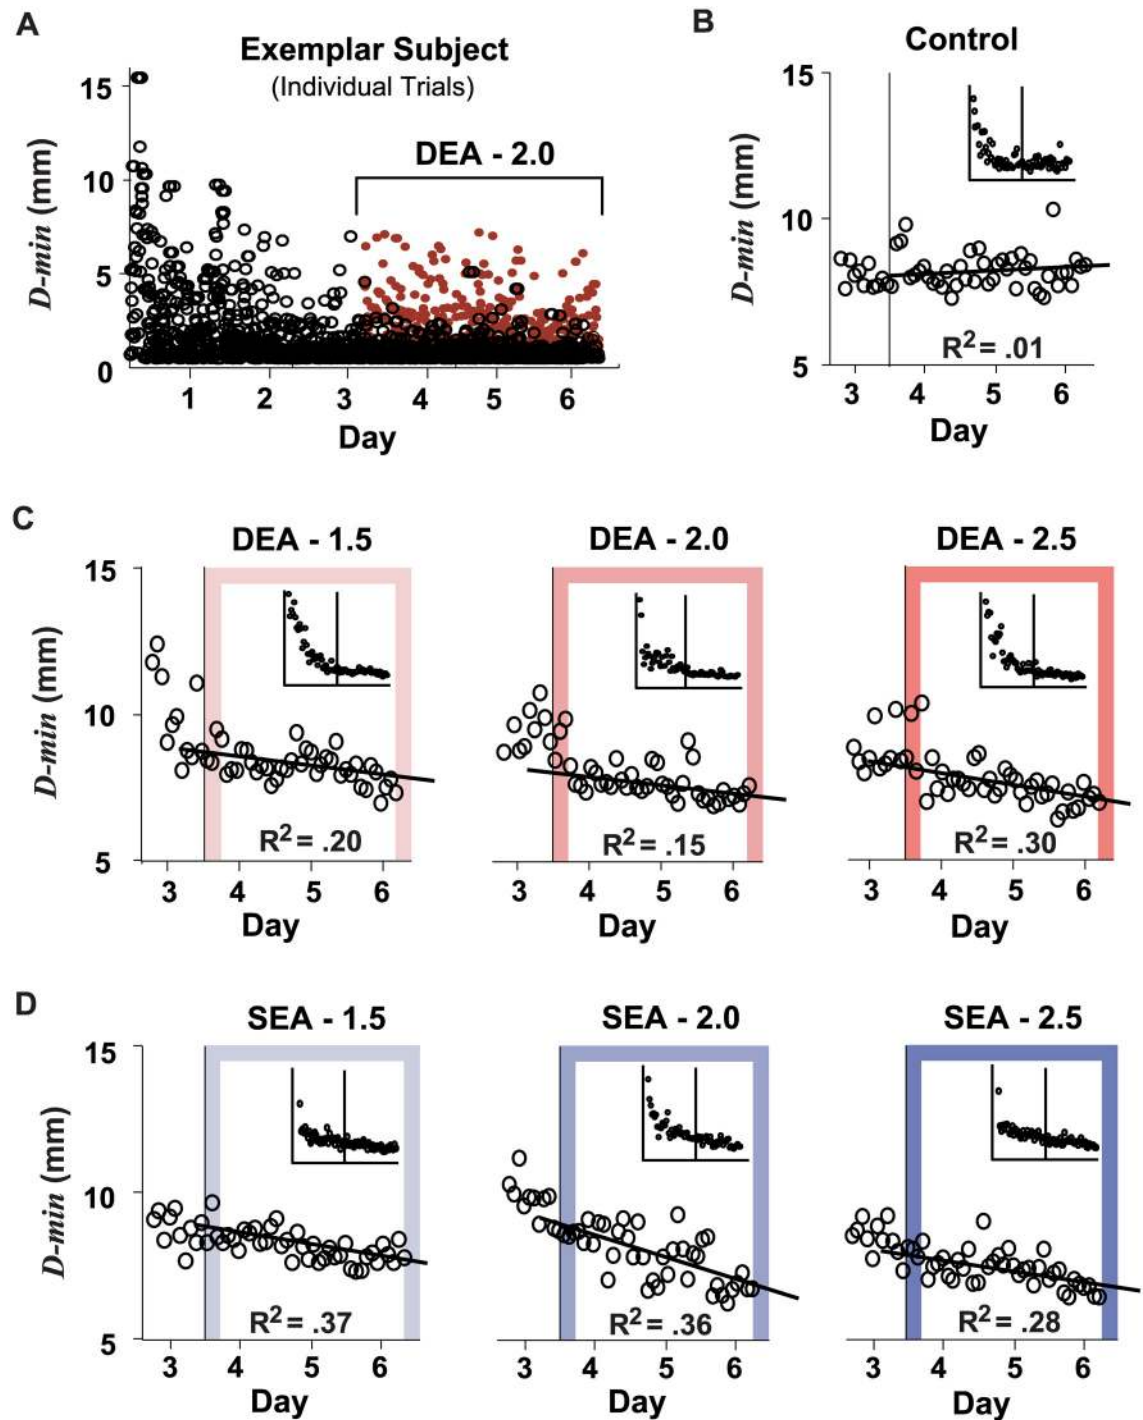 A
Exemplar Subject
(Individual Trials)
DEA - 2.0
D-min (mm)
15
10
5
0
1 2 3 4 5 6
Day
B
Control
D-min (mm)
15
10
5
R² = .01
3 4 5 6
Day
C
DEA - 1.5
DEA - 2.0
DEA - 2.5
D-min (mm)
15
10
5
R² = .20
R² = .15
R² = .30
3 4 5 6
3 4 5 6
3 4 5 6
Day
Day
Day
D
SEA - 1.5
SEA - 2.0
SEA - 2.5
D-min (mm)
15
10
5
R² = .37
R² = .36
R² = .28
3 4 5 6
3 4 5 6
3 4 5 6
Day
Day
Day